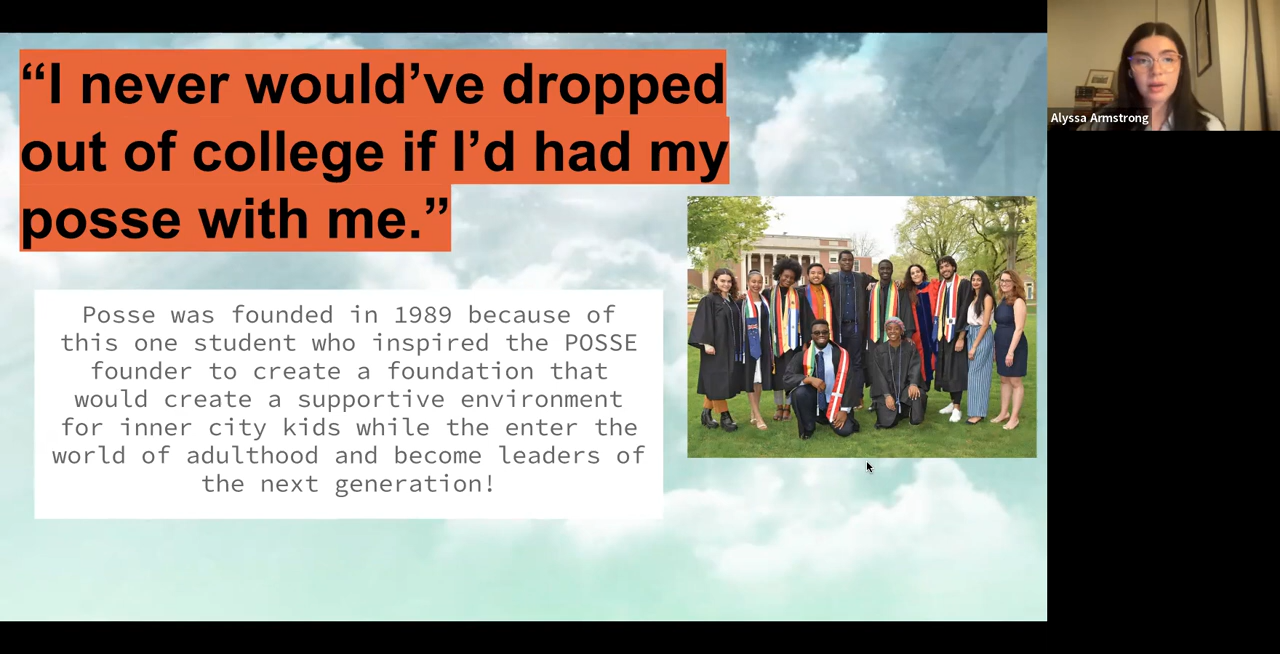 “I never would’ve dropped
out of college if I’d had my
posse with me.”
Posse was founded in 1989 because of
this one student who inspired the POSSE
founder to create a foundation that
would create a supportive environment
for inner city kids while the enter the
world of adulthood and become leaders of
the next generation!
Alyssa Armstrong